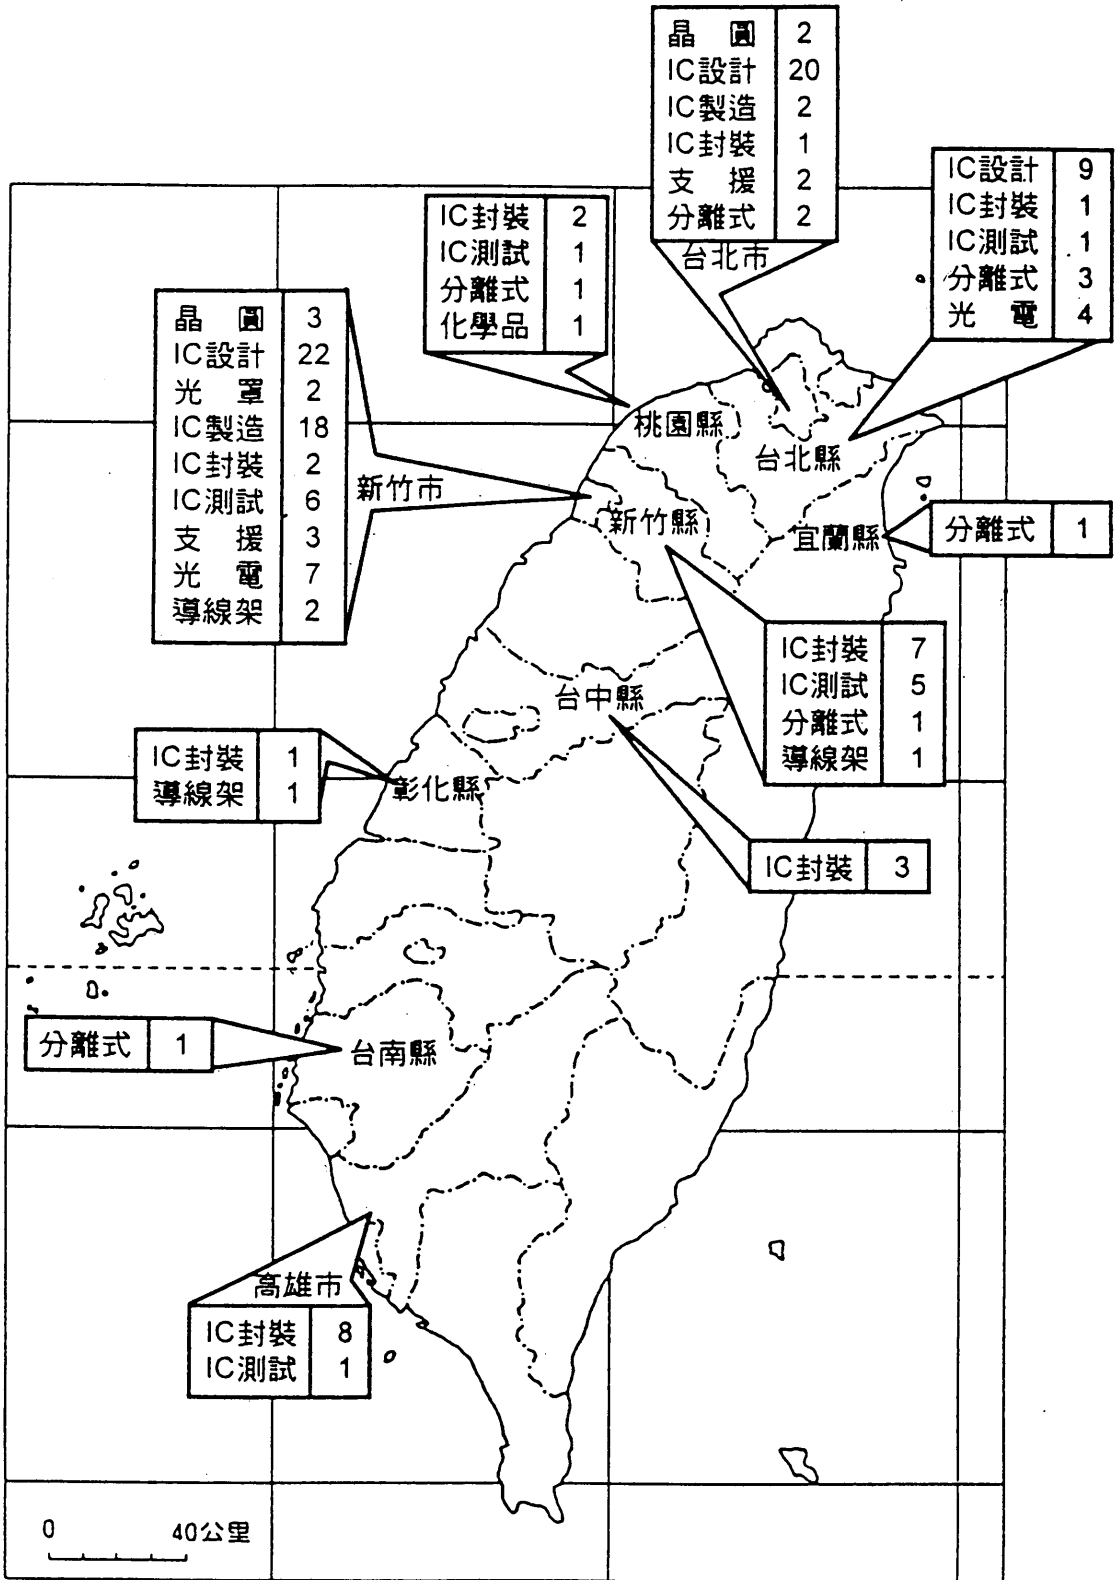 晶圓 2
IC設計 20
IC製造 2
IC封裝 1
支援 2
分離式 2
台北市
IC設計 9
IC封裝 1
IC測試 1
分離式 3
光電 4
台北縣
IC封裝 2
IC測試 1
分離式 1
化學品 1
桃園縣
晶圓 3
IC設計 22
光罩 2
IC製造 18
IC封裝 2
IC測試 6
支援 3
光電 7
導線架 2
新竹市
新竹縣
宜蘭縣
分離式 1
IC封裝 7
IC測試 5
分離式 1
導線架 1
台中縣
IC封裝 3
IC封裝 1
導線架 1
彰化縣
分離式 1
台南縣
高雄市
IC封裝 8
IC測試 1
0 40公里